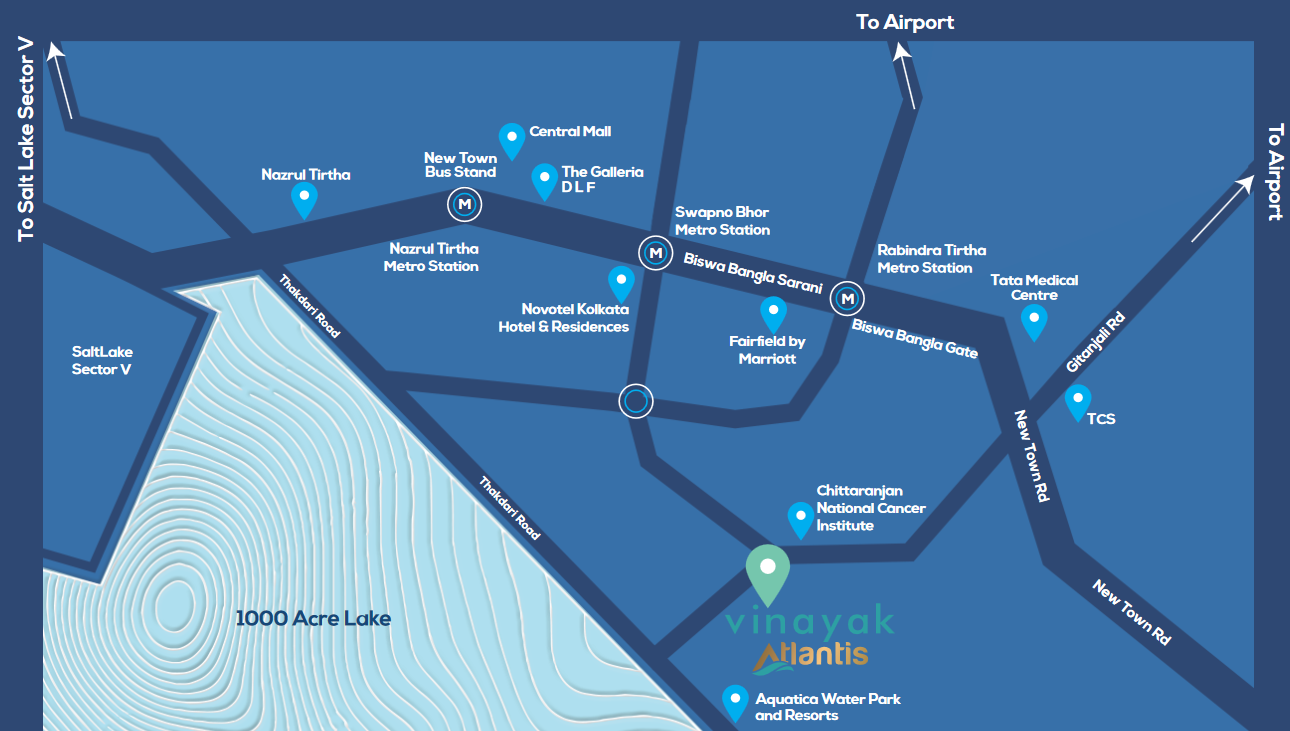 To Airport
To Salt Lake Sector V
To Airport
Central Mall
New Town
Bus Stand
The Galleria
DLF
Nazrul Tirtha
M
Swapno Bhor
Metro Station
Nazrul Tirtha
Metro Station
M
Biswa Bangla Sarani
Rabindra Tirtha
Metro Station
Tata Medical
Centre
M
Thakdari Road
Novotel Kolkata
Hotel & Residences
Fairfield by
Marriott
Biswa Bangla Gate
Gitanjali Rd
SaltLake
Sector V
TCS
New Town Rd
Thakdari Road
Chittaranjan
National Cancer
Institute
1000 Acre Lake
New Town Rd
vinayak
Atlantis
Aquatica Water Park
and Resorts